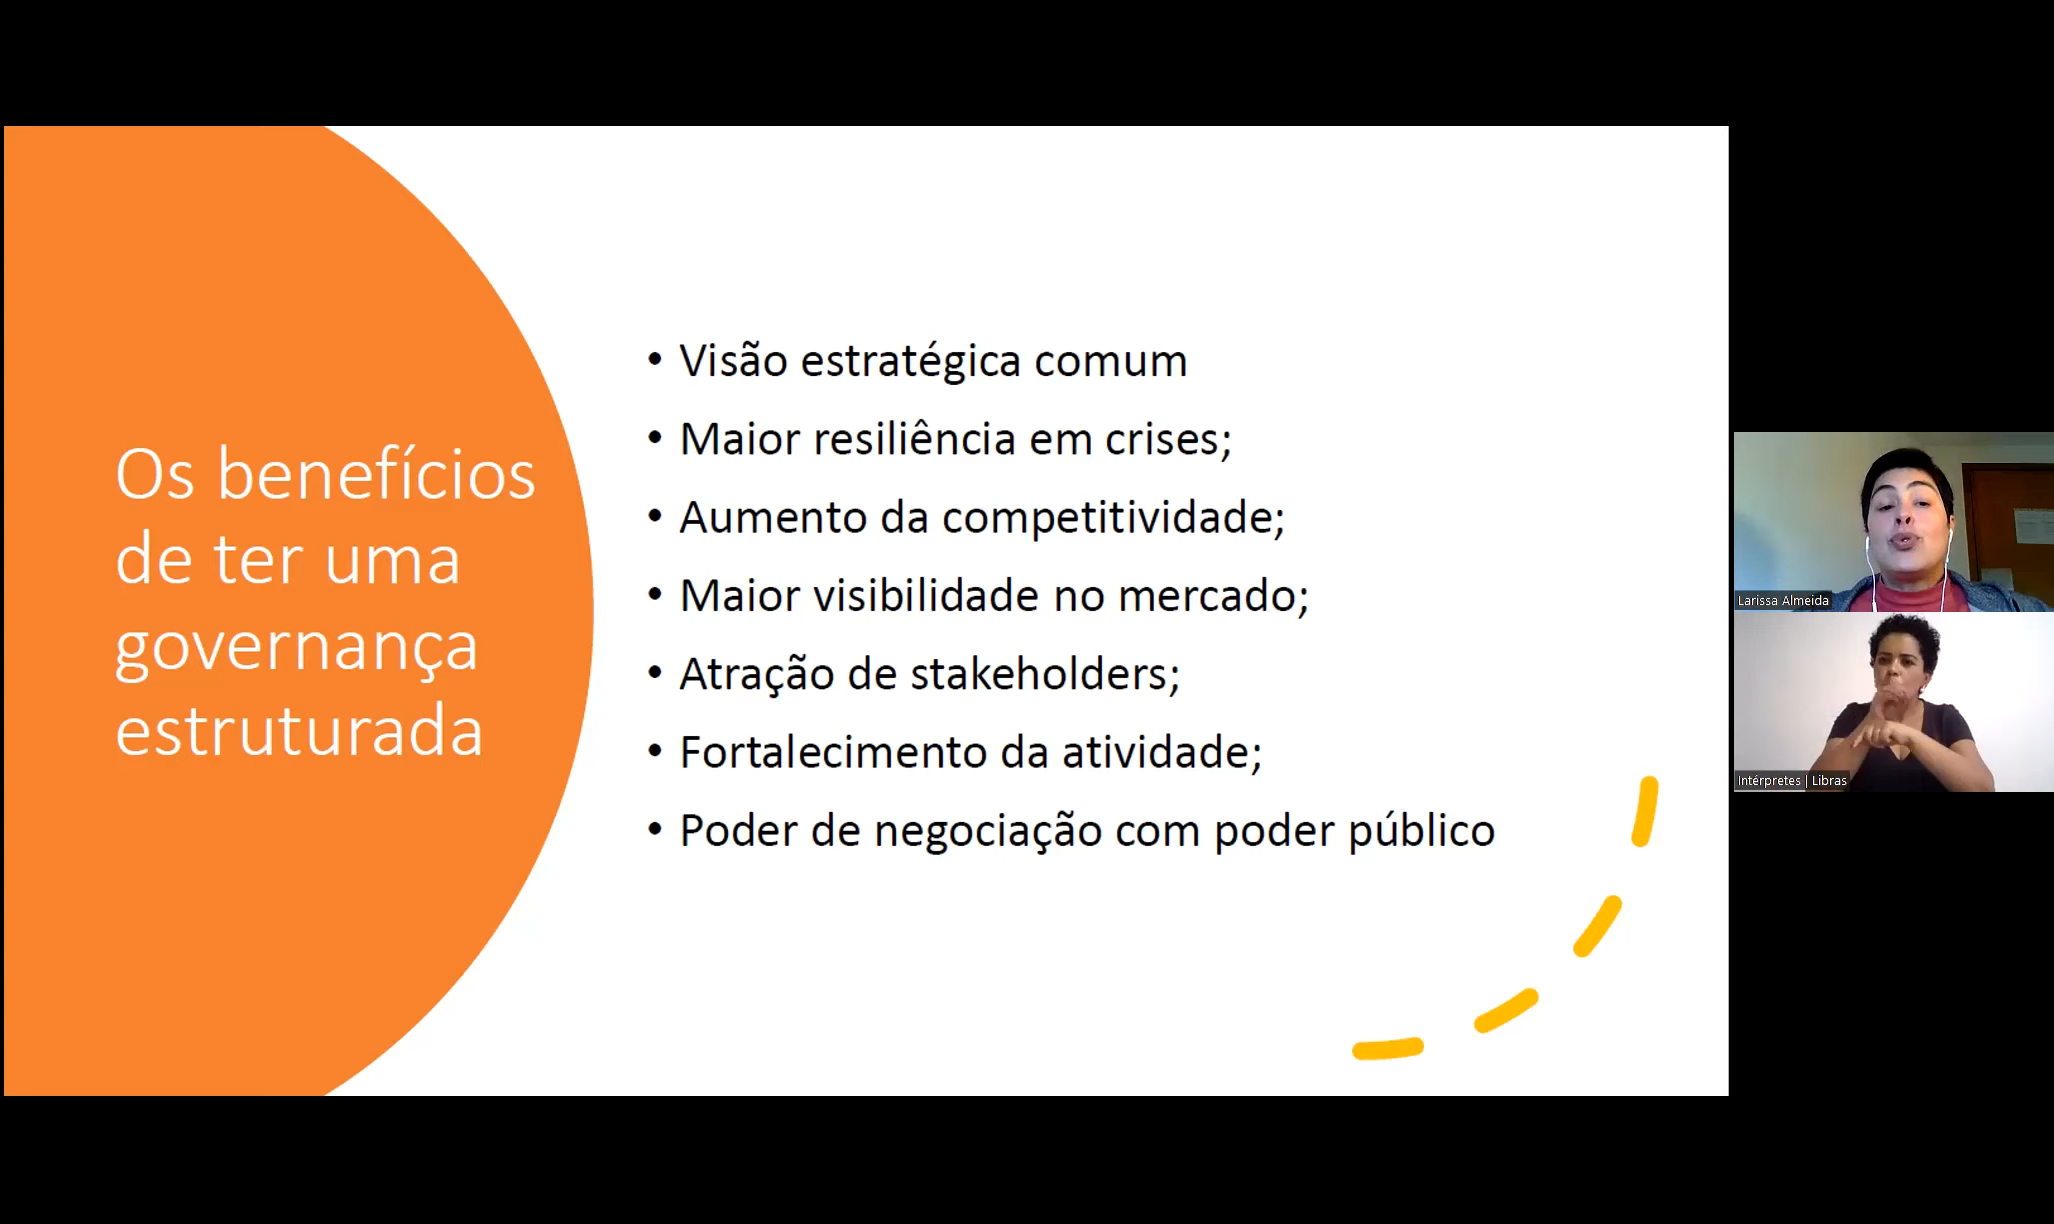 Os benefícios
de ter uma
governança
estruturada
• Visão estratégica comum
• Maior resiliência em crises;
• Aumento da competitividade;
• Maior visibilidade no mercado;
• Atração de stakeholders;
• Fortalecimento da atividade;
• Poder de negociação com poder público
Larissa Almeida
Intérpretes | Libras